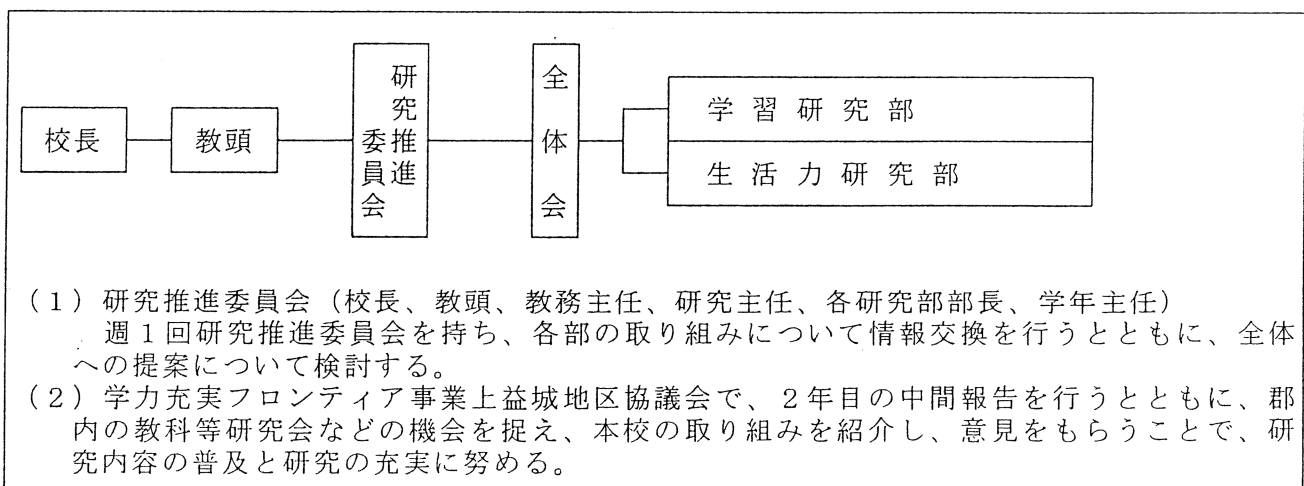 校長
教頭
研究推進
委員会
全体会
学習研究部
生活力研究部
(1)研究推進委員会(校長、教頭、教務主任、研究主任、各研究部部長、学年主任)
週1回研究推進委員会を持ち、各部の取り組みについて情報交換を行うとともに、全体
への提案について検討する。
(2)学力充実フロンティア事業上益城地区協議会で、2年目の中間報告を行うとともに、郡
内の教科等研究会などの機会を捉え、本校の取り組みを紹介し、意見をもらうことで、研
究内容の普及と研究の充実に努める。